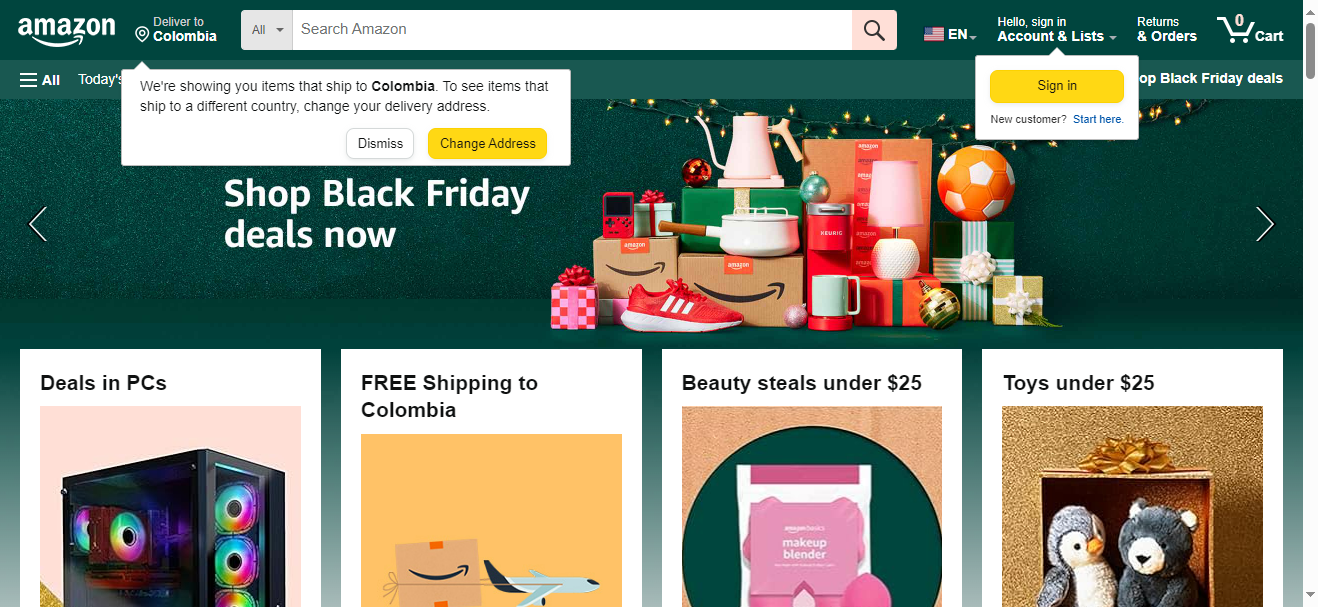 amazon
Deliver to
Colombia
All
Search Amazon
EN
Hello, sign in
Account & Lists
Returns
& Orders
0
Cart
All
Today's
op Black Friday deals
We're showing you items that ship to Colombia. To see items that
ship to a different country, change your delivery address.
Dismiss
Change Address
Sign in
New customer? Start here.
Shop Black Friday
deals now
amazon
amazon
amazon
KEURIG
Deals in PCs
FREE Shipping to
Colombia
Beauty steals under $25
Toys under $25
amazon basics
makeup
blender